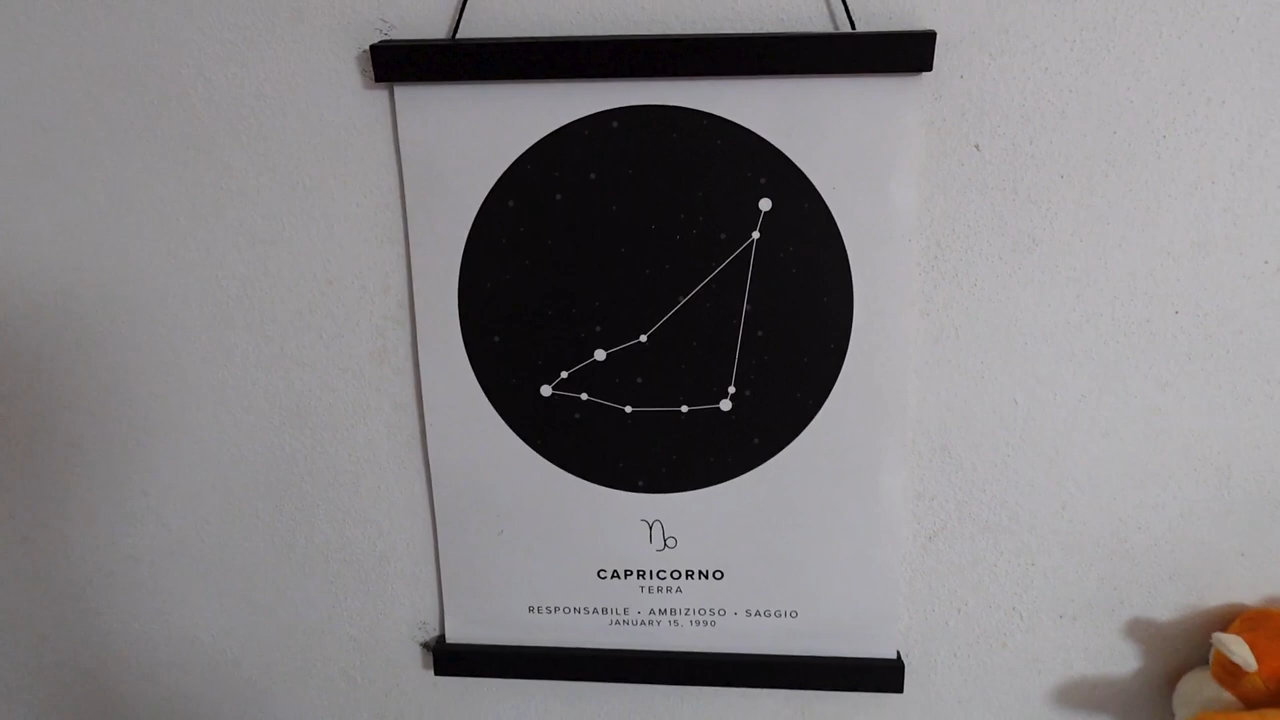 CAPRICORNO
TERRA
RESPONSABILE • AMBIZIOSO • SAGGIO
JANUARY 15, 1990